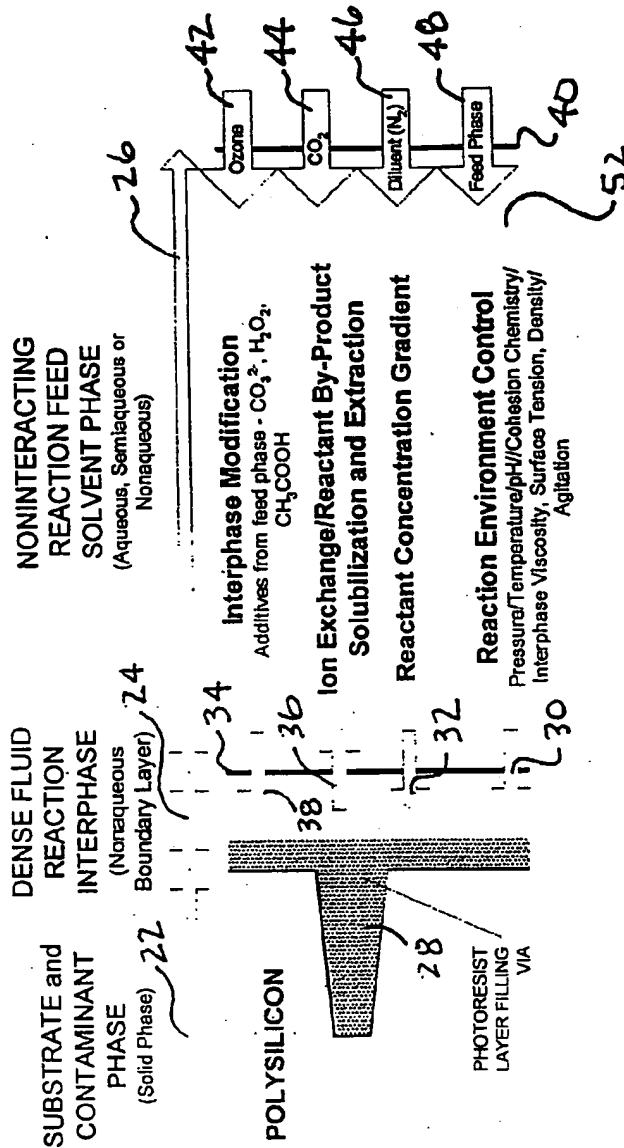 SUBSTRATE and
CONTAMINANT
PHASE
(Solid Phase)
22
DENSE FLUID
REACTION
INTERPHASE
(Nonaqueous
Boundary Layer)
24
NONINTERACTING
REACTION FEED
SOLVENT PHASE
(Aqueous, Semiaqueous or
Nonaqueous)
26
POLYSILICON
28
PHOTORESIST
LAYER FILLING
VIA
34
38
36
32
30
Interphase Modification
Additives from feed phase - CO₃²⁻, H₂O₂,
CH₃COOH
Ion Exchange/Reactant By-Product
Solubilization and Extraction
Reactant Concentration Gradient
Reaction Environment Control
Pressure/Temperature/pH//Cohesion Chemistry/
Interphase Viscosity, Surface Tension, Density/
Agitation
Ozone
42
CO₂
44
Diluent (N₂)
46
Feed Phase
48
40
52